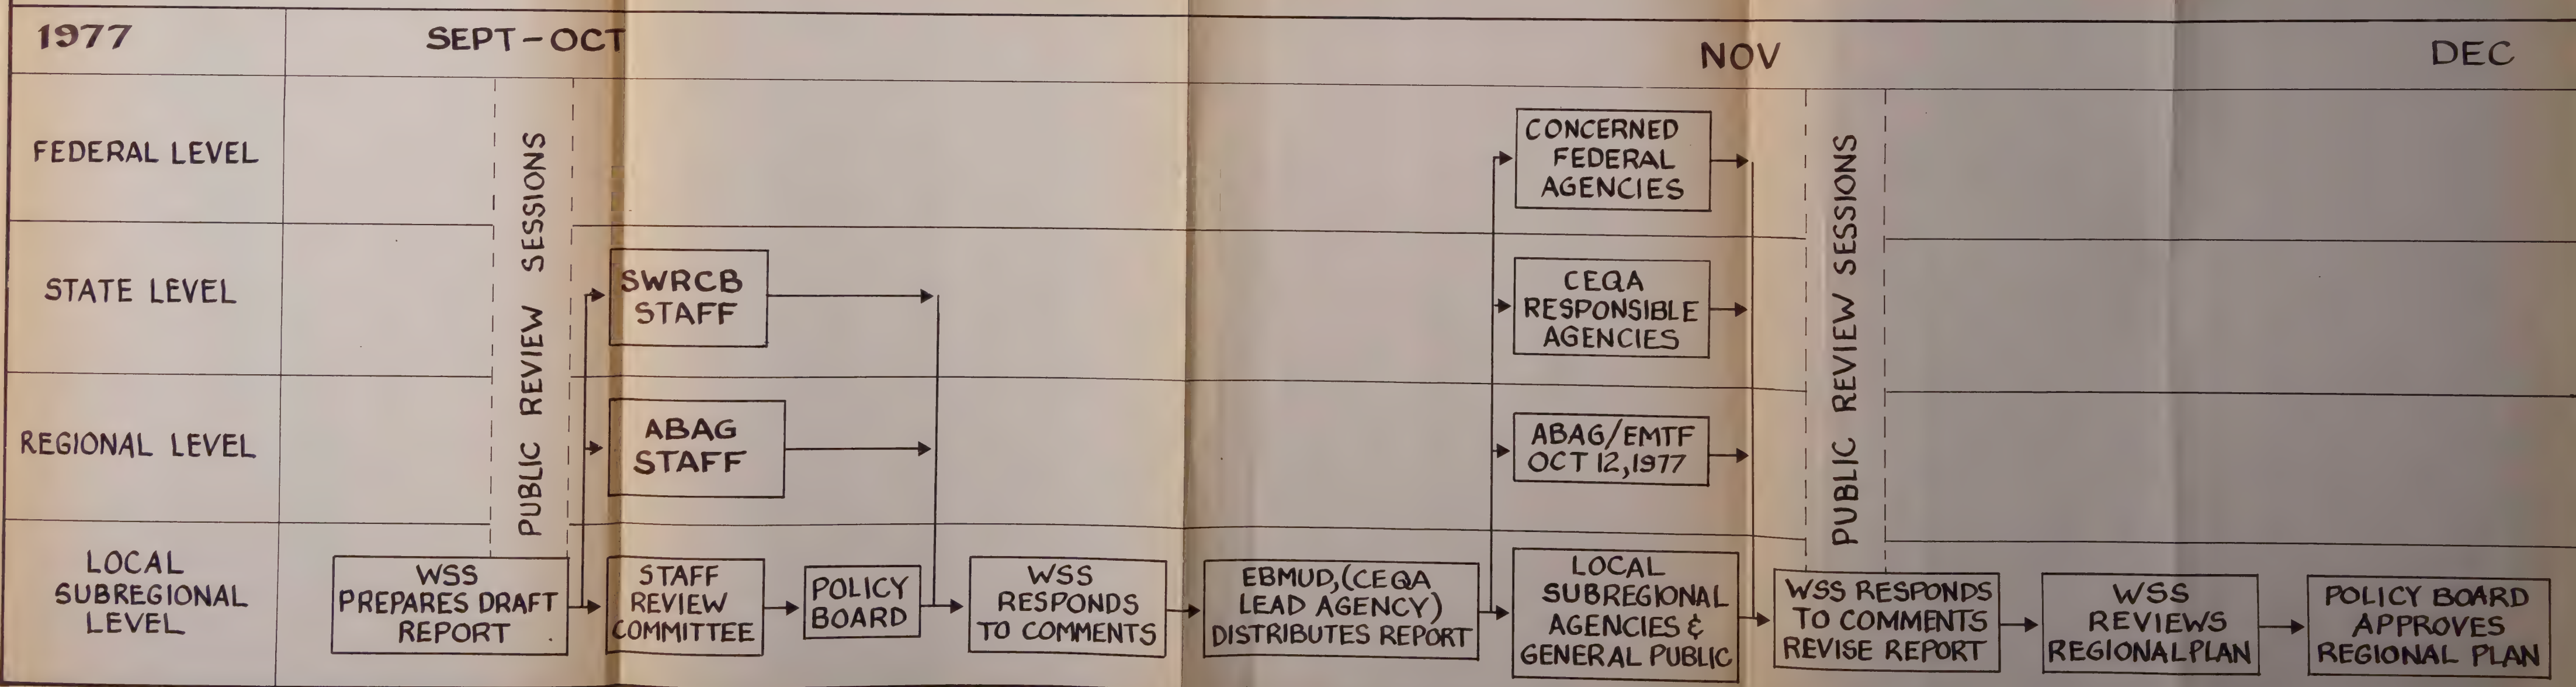 1977
SEPT-OCT
NOV
DEC
FEDERAL LEVEL
STATE LEVEL
REGIONAL LEVEL
LOCAL
SUBREGIONAL
LEVEL
PUBLIC REVIEW SESSIONS
WSS
PREPARES DRAFT
REPORT
SWRCB
STAFF
ABAG
STAFF
STAFF
REVIEW
COMMITTEE
POLICY
BOARD
WSS
RESPONDS
TO COMMENTS
EBMUD,(CEQA
LEAD AGENCY)
DISTRIBUTES REPORT
CONCERNED
FEDERAL
AGENCIES
CEQA
RESPONSIBLE
AGENCIES
ABAG/EMTF
OCT 12,1977
LOCAL
SUBREGIONAL
AGENCIES &
GENERAL PUBLIC
PUBLIC REVIEW SESSIONS
WSS RESPONDS
TO COMMENTS
REVISE REPORT
WSS
REVIEWS
REGIONAL PLAN
POLICY BOARD
APPROVES
REGIONAL PLAN